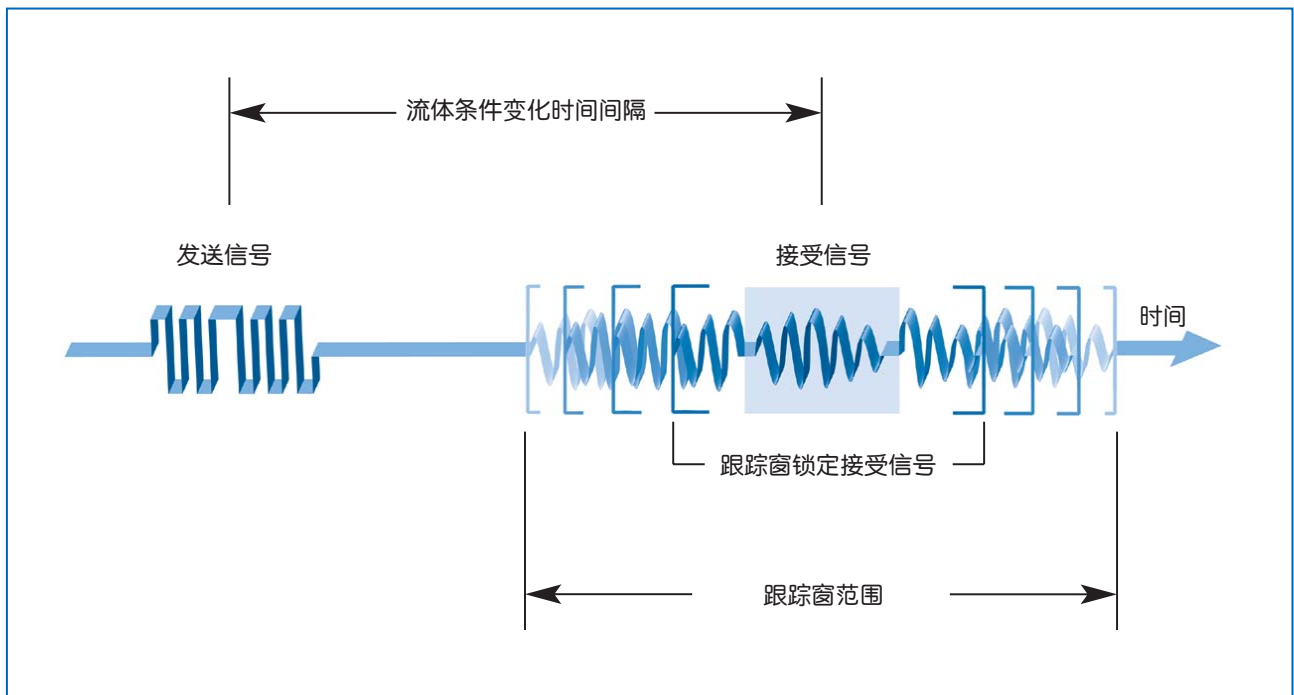 流体条件变化时间间隔
发送信号
接受信号
时间
跟踪窗锁定接受信号
跟踪窗范围